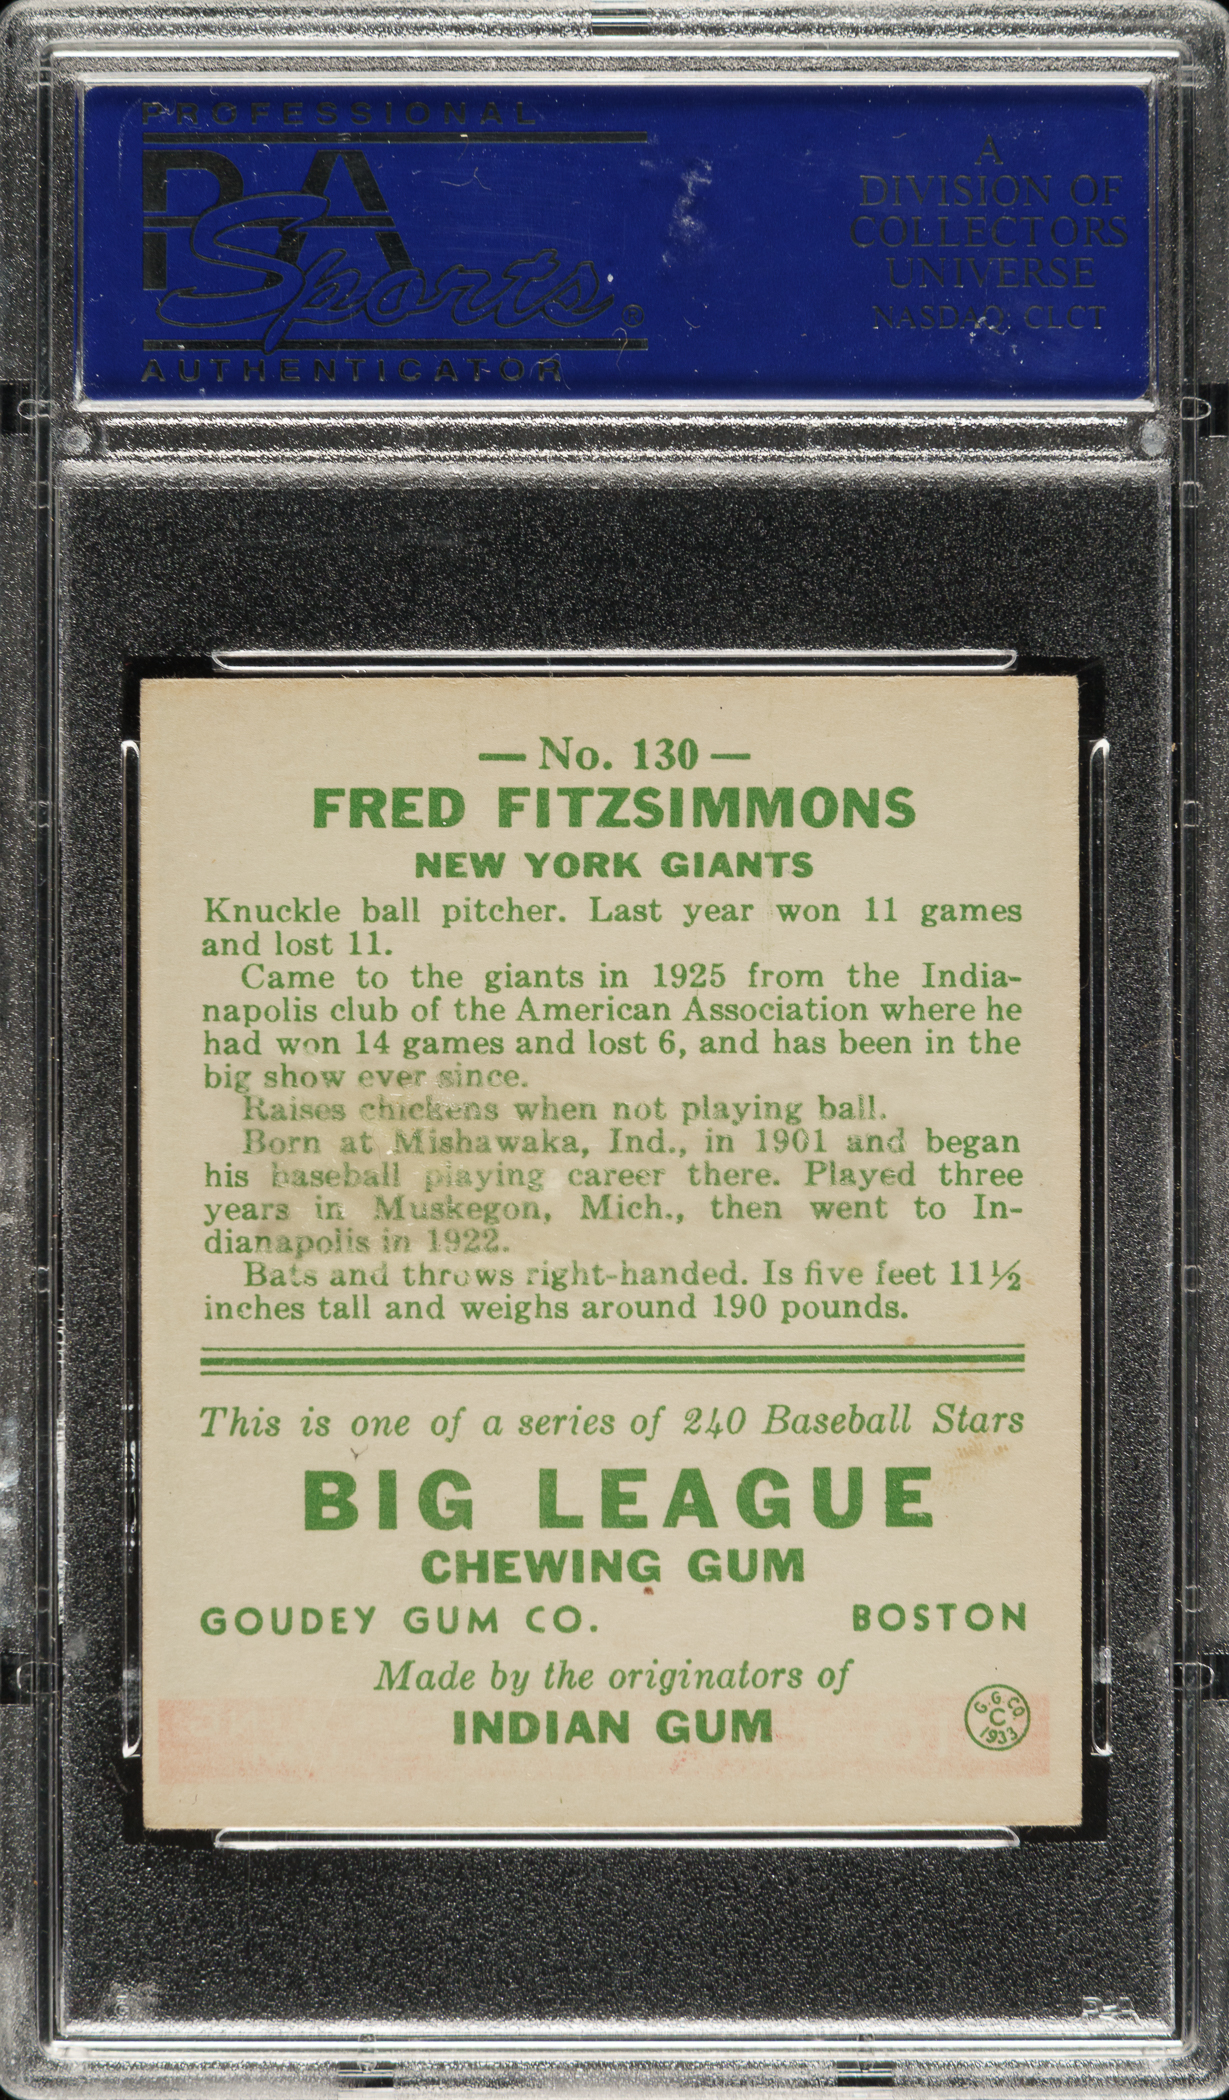 PROFESSIONAL
PSA
Sports®
AUTHENTICATOR
A
DIVISION OF
COLLECTORS
UNIVERSE
NASDAQ: CLCT
— No. 130 —
FRED FITZSIMMONS
NEW YORK GIANTS
Knuckle ball pitcher. Last year won 11 games
and lost 11.
Came to the giants in 1925 from the India-
napolis club of the American Association where he
had won 14 games and lost 6, and has been in the
big show ever since.
Raises chickens when not playing ball.
Born at Mishawaka, Ind., in 1901 and began
his baseball playing career there. Played three
years in Muskegon, Mich., then went to In-
dianapolis in 1922.
Bats and throws right-handed. Is five feet 11½
inches tall and weighs around 190 pounds.
This is one of a series of 240 Baseball Stars
BIG LEAGUE
CHEWING GUM
GOUDEY GUM CO. BOSTON
Made by the originators of
INDIAN GUM
G. G. CO.
C
1933
PSA